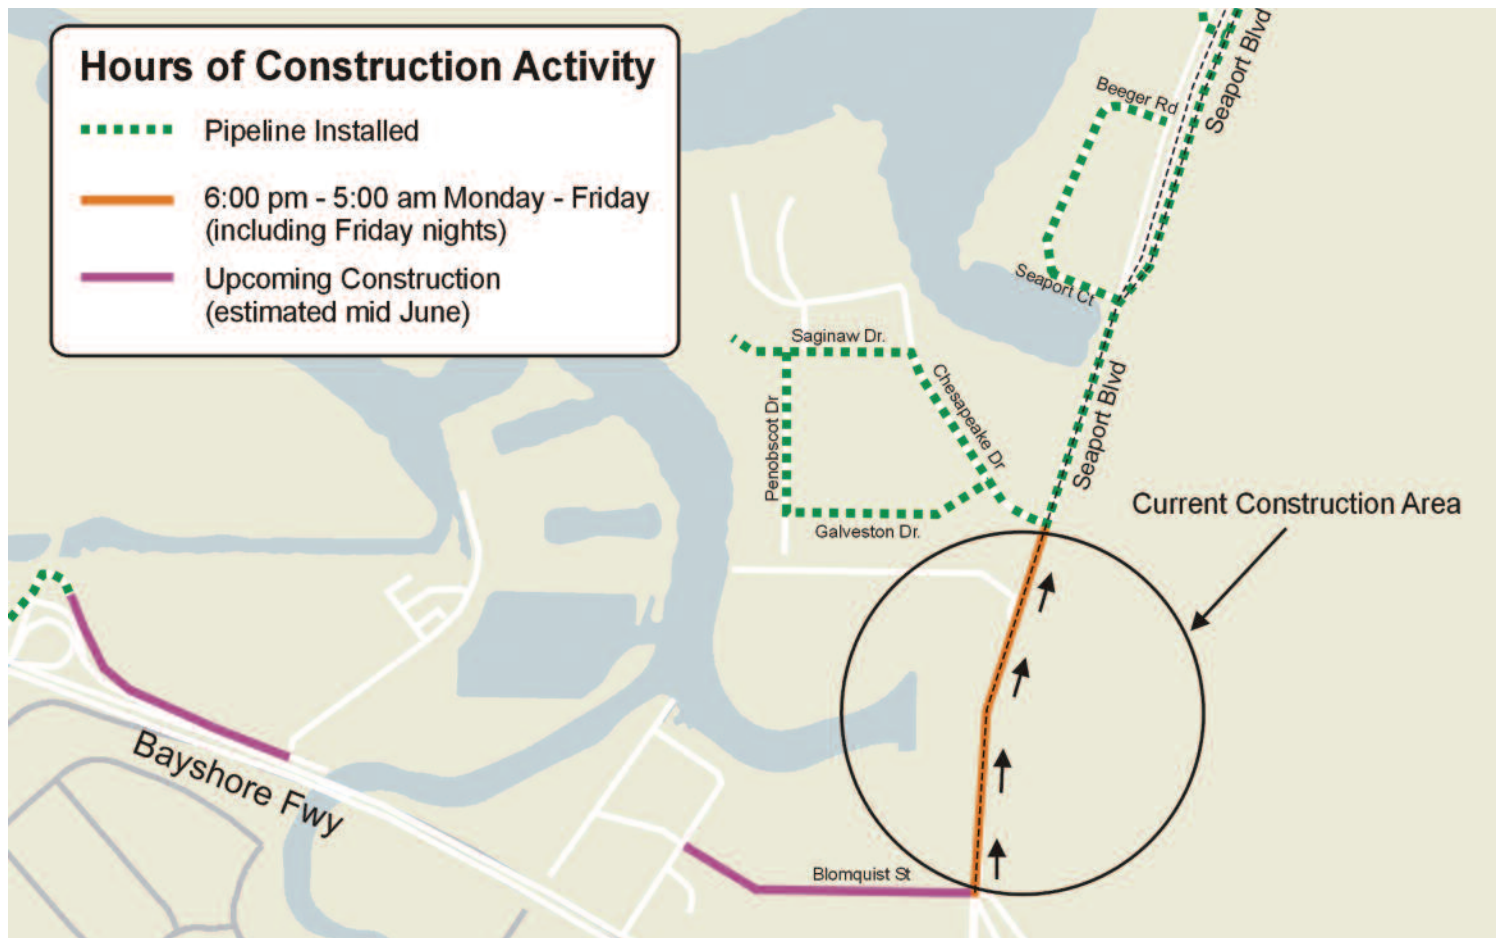 Hours of Construction Activity
Pipeline Installed
6:00 pm - 5:00 am Monday - Friday
(including Friday nights)
Upcoming Construction
(estimated mid June)
Beeger Rd
Seaport Blvd
Seaport Ct
Saginaw Dr.
Chesapeake Dr
Penobscot Dr
Seaport Blvd
Galveston Dr.
Current Construction Area
Bayshore Fwy
Blomquist St